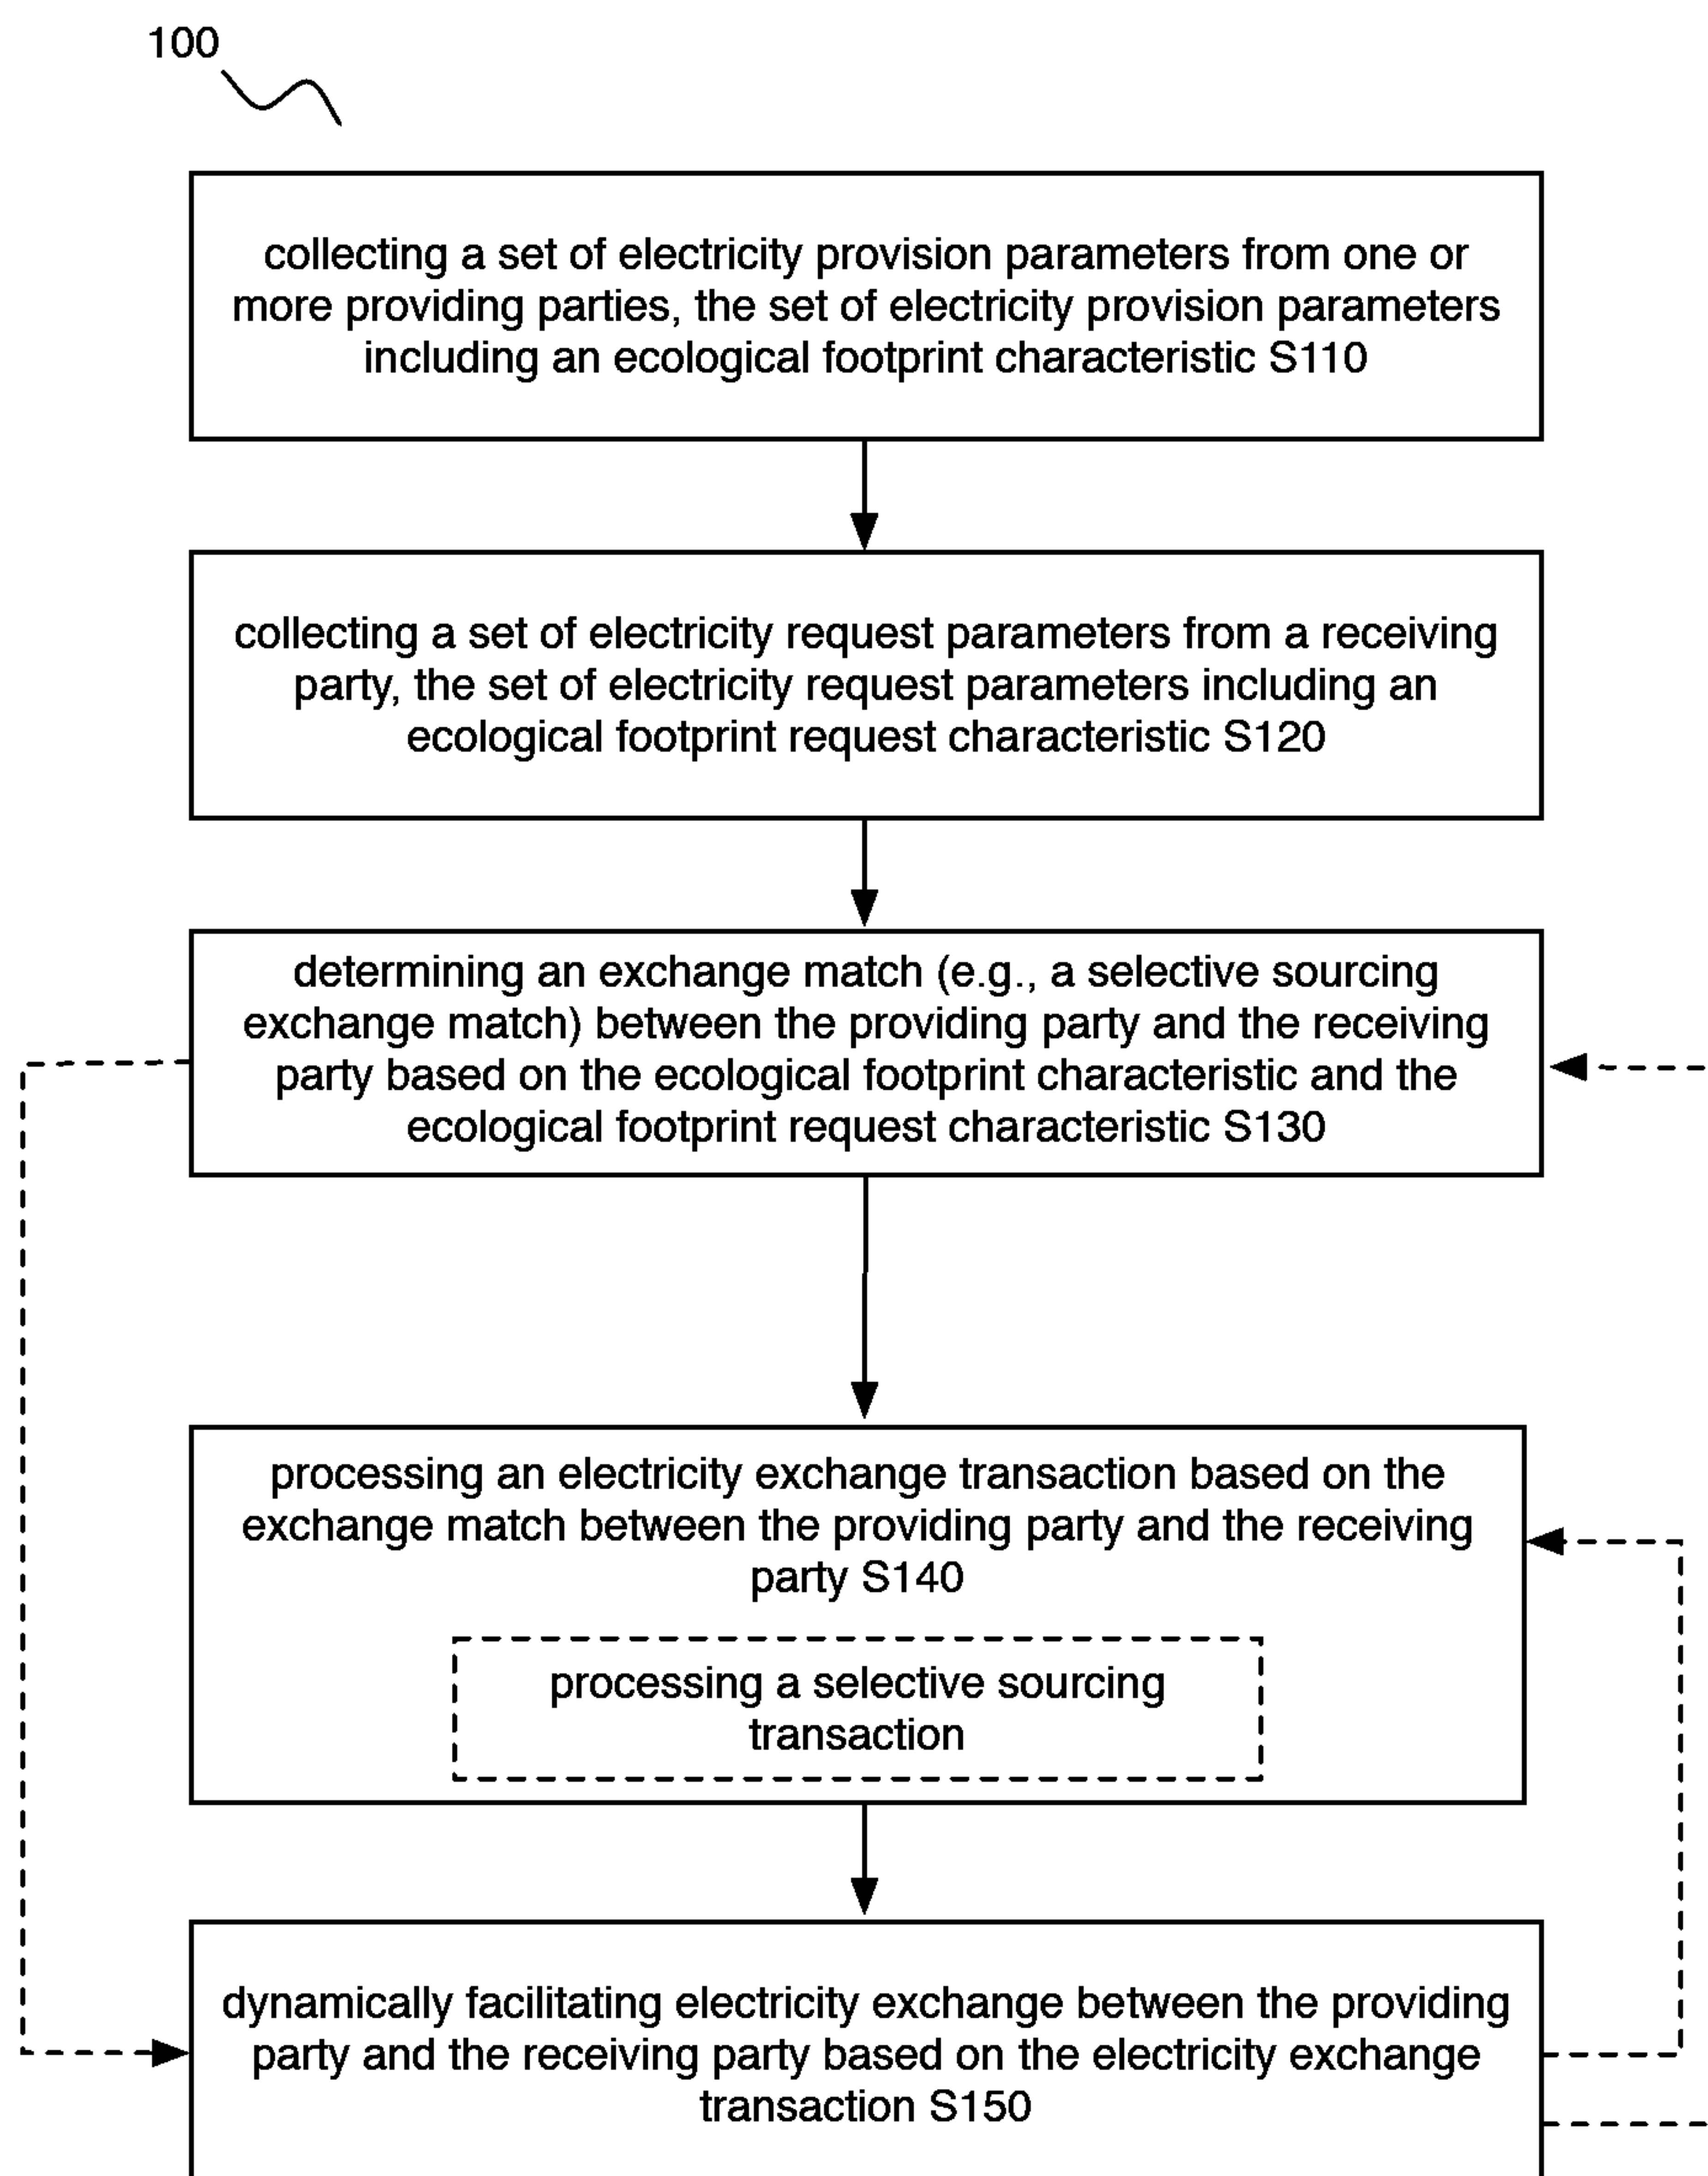 100
collecting a set of electricity provision parameters from one or
more providing parties, the set of electricity provision parameters
including an ecological footprint characteristic S110
collecting a set of electricity request parameters from a receiving
party, the set of electricity request parameters including an
ecological footprint request characteristic S120
determining an exchange match (e.g., a selective sourcing
exchange match) between the providing party and the receiving
party based on the ecological footprint characteristic and the
ecological footprint request characteristic S130
processing an electricity exchange transaction based on the
exchange match between the providing party and the receiving
party S140
processing a selective sourcing
transaction
dynamically facilitating electricity exchange between the providing
party and the receiving party based on the electricity exchange
transaction S150